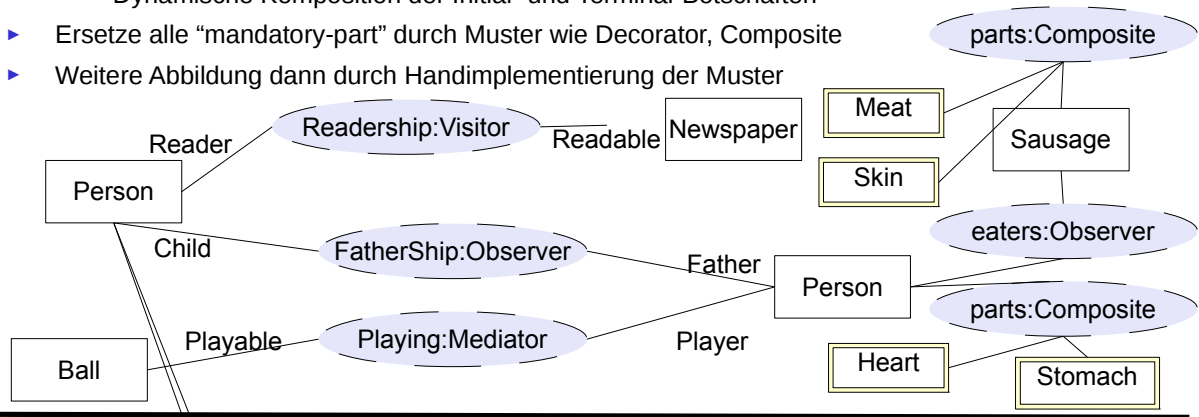 Dynamische Komposition der Initial- und Terminal-Botschaften
► Ersetze alle “mandatory-part” durch Muster wie Decorator, Composite
► Weitere Abbildung dann durch Handimplementierung der Muster
parts:Composite
Meat
Readership:Visitor
Reader
Readable
Newspaper
Sausage
Skin
Person
eaters:Observer
Child
FatherShip:Observer
Father
Person
parts:Composite
Playable
Playing:Mediator
Player
Ball
Heart
Stomach